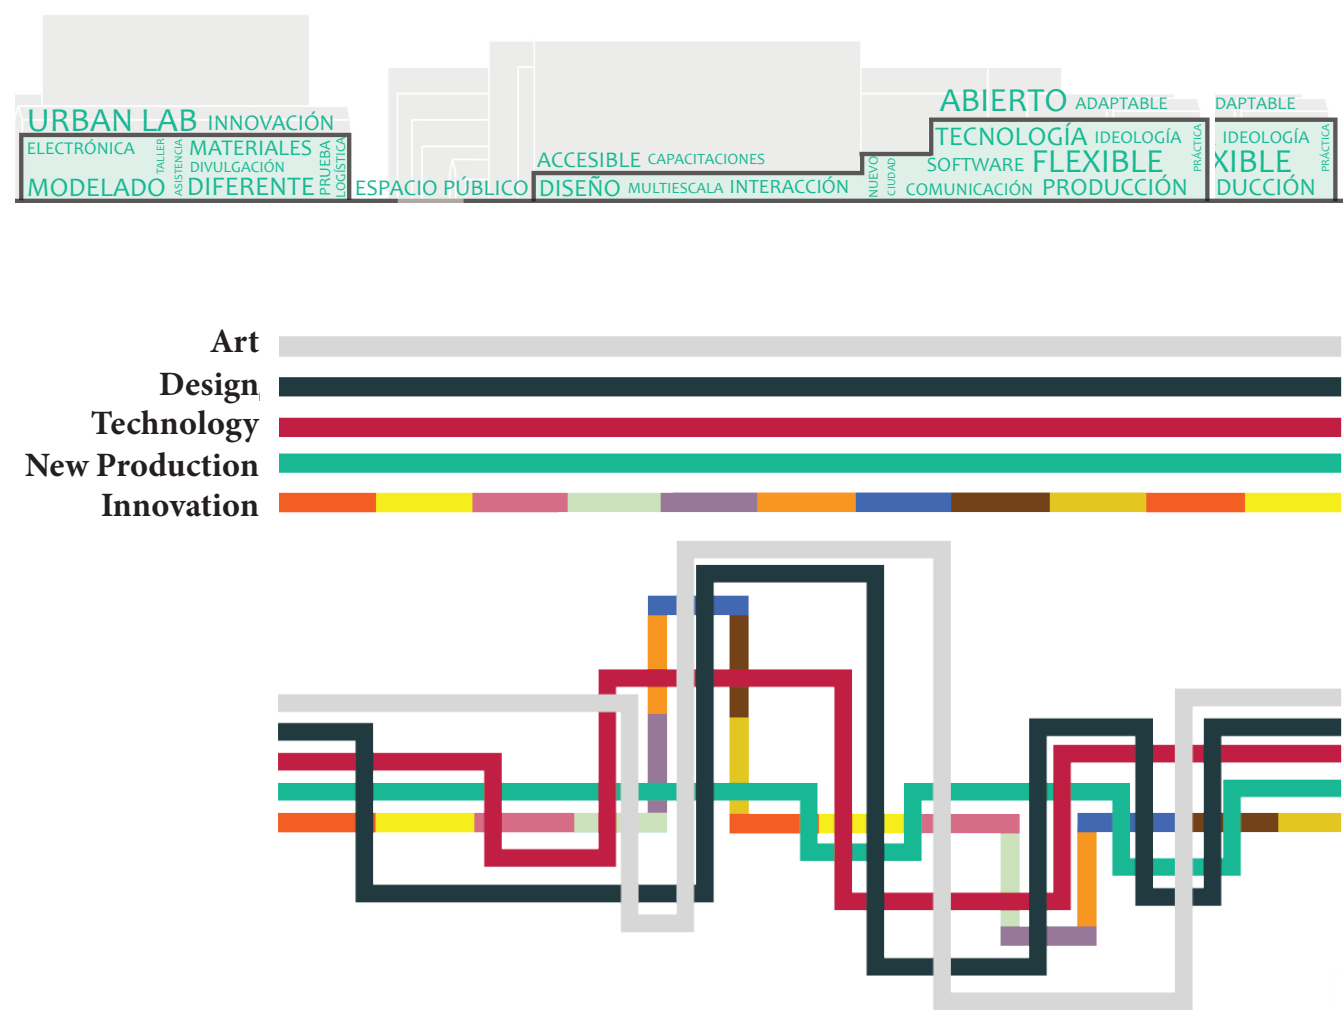 URBAN LAB INNOVACIÓN
ELECTRÓNICA
TALLER
ASISTENCIA
MATERIALES
DIVULGACIÓN
MODELADO
DIFERENTE
PRUEBA
LOGÍSTICA
ESPACIO PÚBLICO
ACCESIBLE CAPACITACIONES
DISEÑO MULTIESCALA INTERACCIÓN
NUEVO
CIUDAD
ABIERTO ADAPTABLE
TECNOLOGÍA IDEOLOGÍA
SOFTWARE FLEXIBLE
PRÁCTICA
COMUNICACIÓN PRODUCCIÓN
DAPTABLE
IDEOLOGÍA
XIBLE
PRÁCTICA
DUCCIÓN
Art
Design
Technology
New Production
Innovation